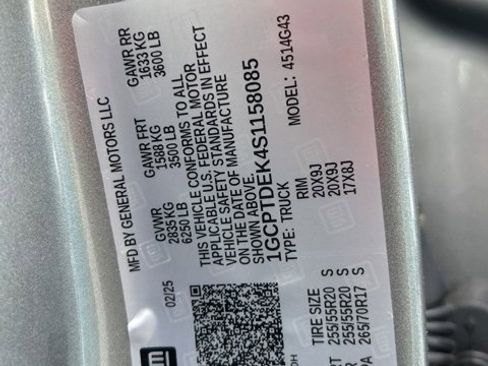 MFD BY GENERAL MOTORS LLC
02/25
GVWR GAWR FRT GAWR RR
2835 KG 1588 KG 1633 KG
6250 LB 3500 LB 3600 LB
THIS VEHICLE CONFORMS TO ALL
APPLICABLE U.S. FEDERAL MOTOR
VEHICLE SAFETY STANDARDS IN EFFECT
ON THE DATE OF MANUFACTURE
SHOWN ABOVE.
1GCPTDEK4S1158085
TYPE: TRUCK MODEL: 4514G43
TIRE SIZE RIM
255/55R20 S 20X9J
255/55R20 S 20X9J
265/70R17 S 17X8J